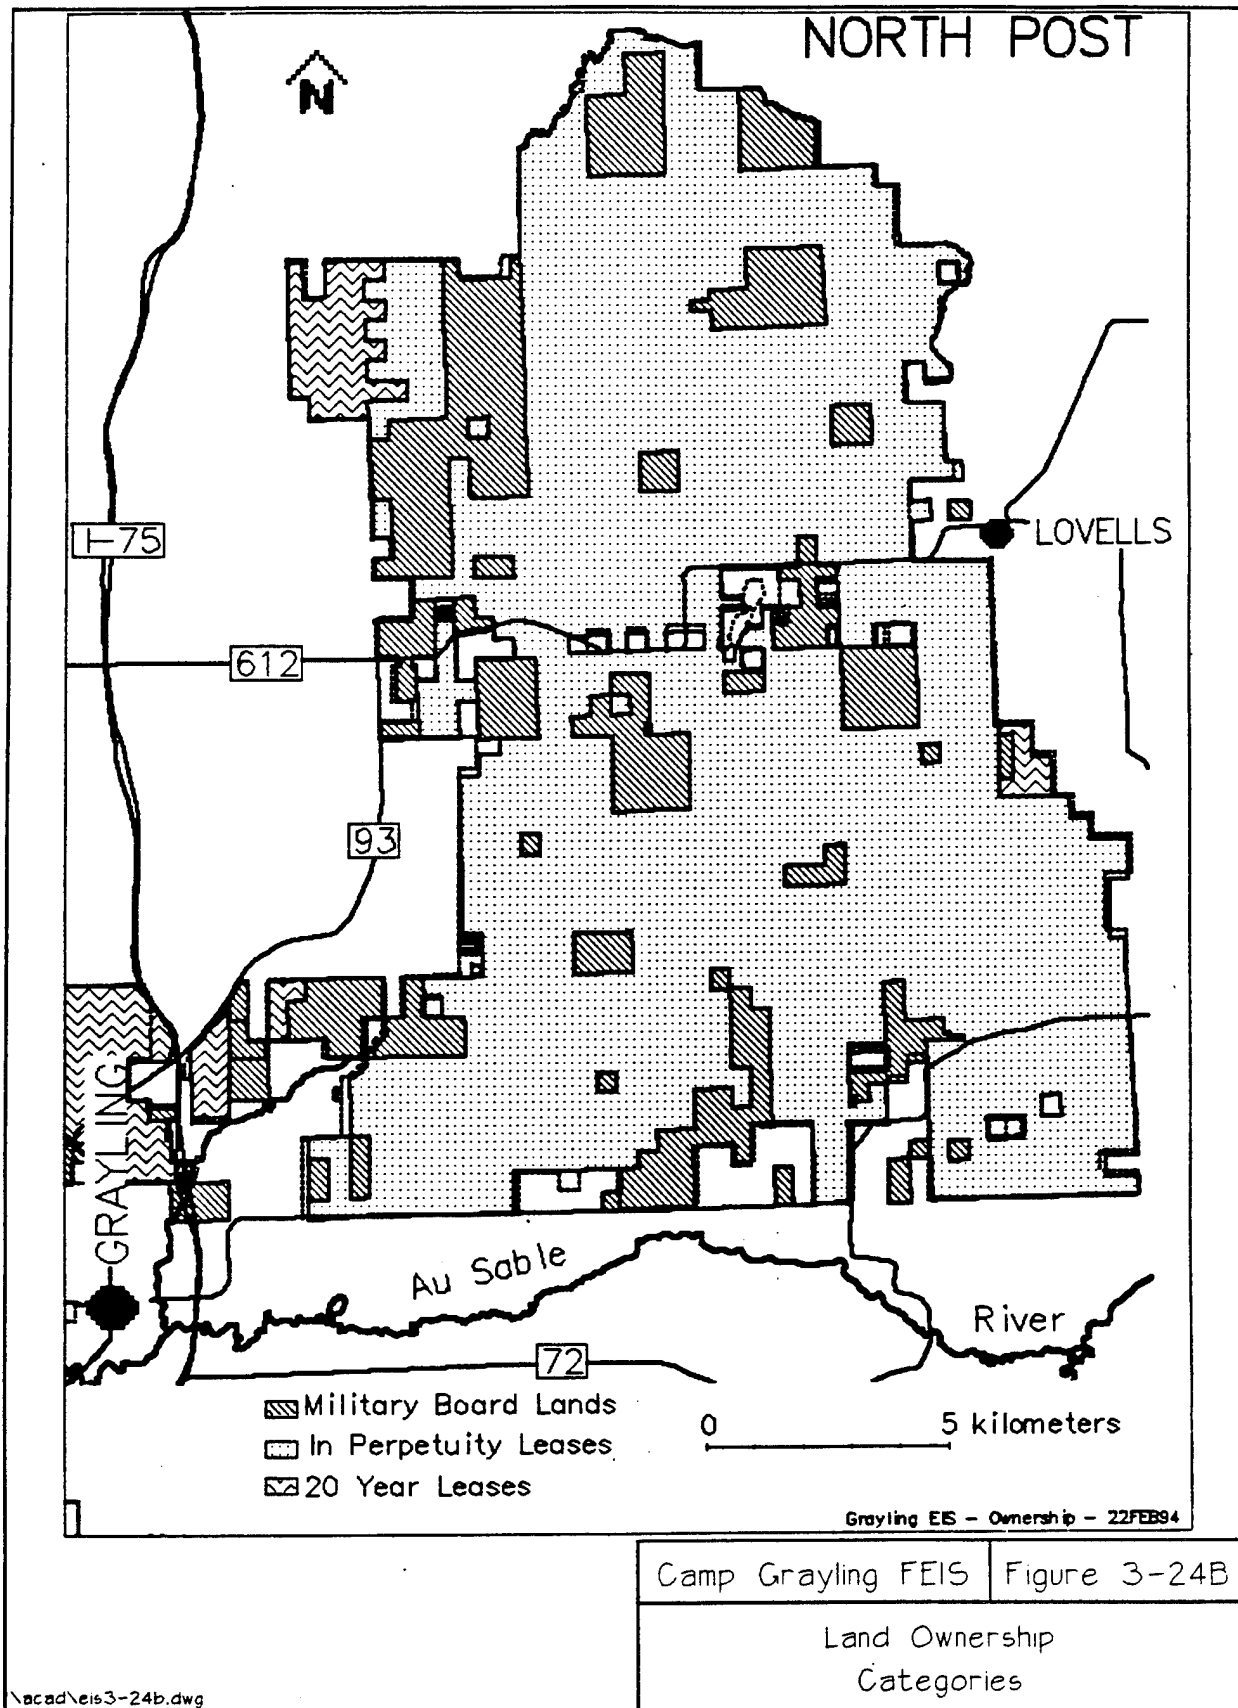 NORTH POST
N
I-75
LOVELLS
612
93
GRAYLING
Au Sable
River
72
Military Board Lands
In Perpetuity Leases
20 Year Leases
0 5 kilometers
Grayling EIS - Ownership - 22FEB94
Camp Grayling FEIS
Figure 3-24B
Land Ownership
Categories
\acad\eis3-24b.dwg